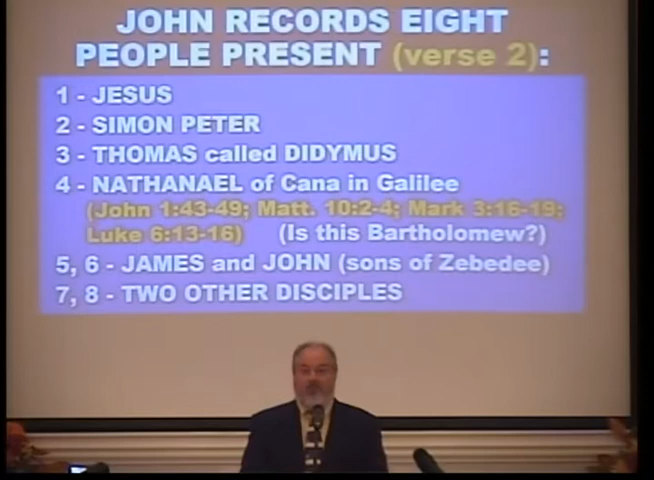 JOHN RECORDS EIGHT
PEOPLE PRESENT (verse 2):
1 - JESUS
2 - SIMON PETER
3 - THOMAS called DIDYMUS
4 - NATHANAEL of Cana in Galilee
(John 1:43-49; Matt. 10:2-4; Mark 3:16-19;
Luke 6:13-16) (Is this Bartholomew?)
5, 6 - JAMES and JOHN (sons of Zebedee)
7, 8 - TWO OTHER DISCIPLES